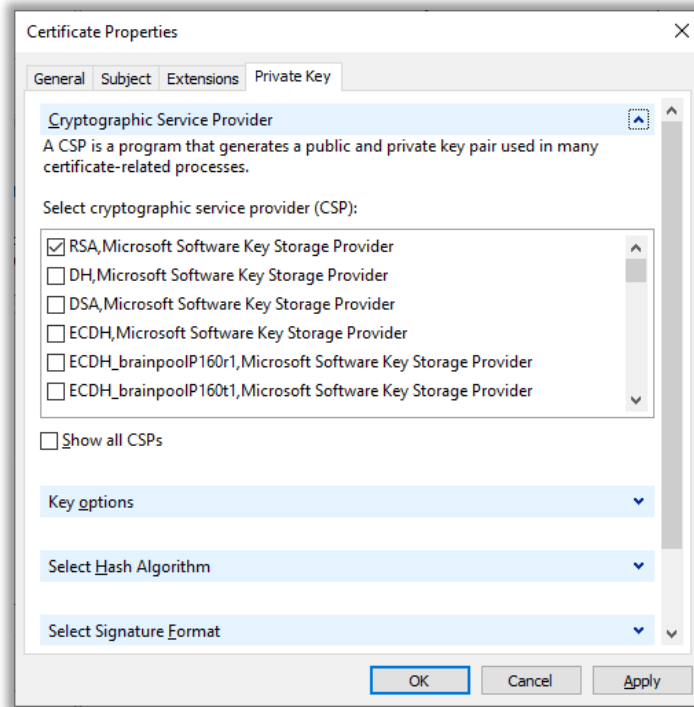 Certificate Properties
General Subject Extensions Private Key
Cryptographic Service Provider
A CSP is a program that generates a public and private key pair used in many
certificate-related processes.
Select cryptographic service provider (CSP):
RSA,Microsoft Software Key Storage Provider
DH,Microsoft Software Key Storage Provider
DSA,Microsoft Software Key Storage Provider
ECDH,Microsoft Software Key Storage Provider
ECDH_brainpoolP160r1,Microsoft Software Key Storage Provider
ECDH_brainpoolP160t1,Microsoft Software Key Storage Provider
Show all CSPs
Key options
Select Hash Algorithm
Select Signature Format
OK Cancel Apply